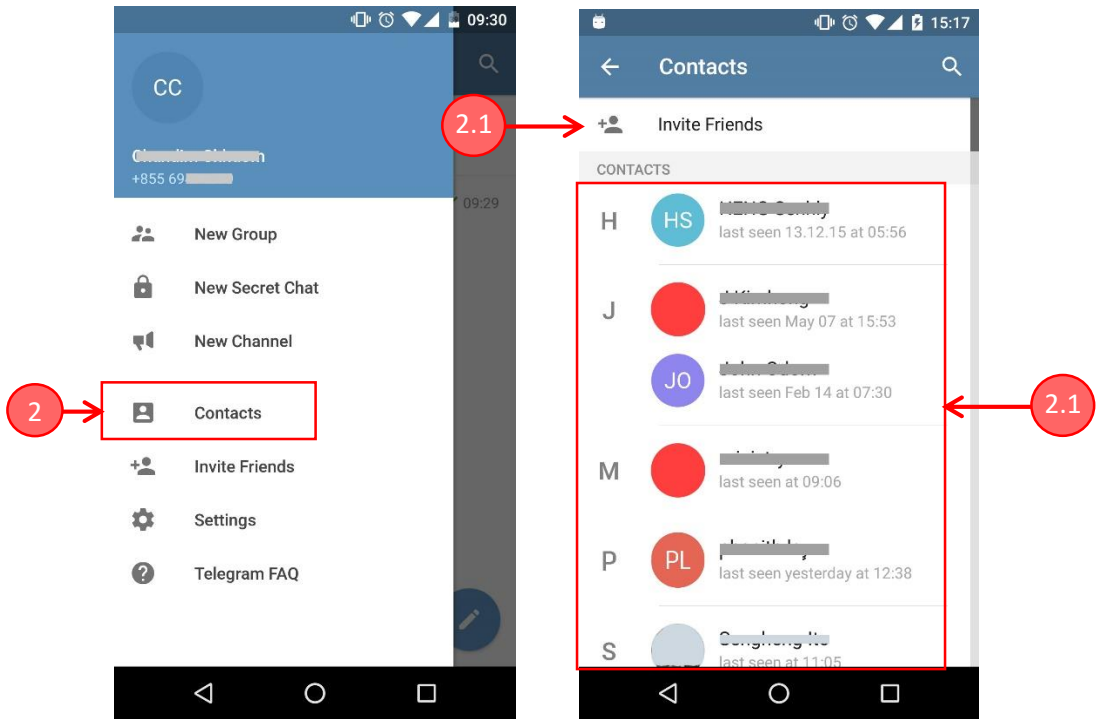 09:30
CC
+855 69
09:29
New Group
New Secret Chat
New Channel
2
Contacts
Invite Friends
Settings
Telegram FAQ
15:17
Contacts
2.1
Invite Friends
CONTACTS
H
HS
last seen 13.12.15 at 05:56
J
last seen May 07 at 15:53
JO
last seen Feb 14 at 07:30
2.1
M
last seen at 09:06
P
PL
last seen yesterday at 12:38
S
last seen at 11:05